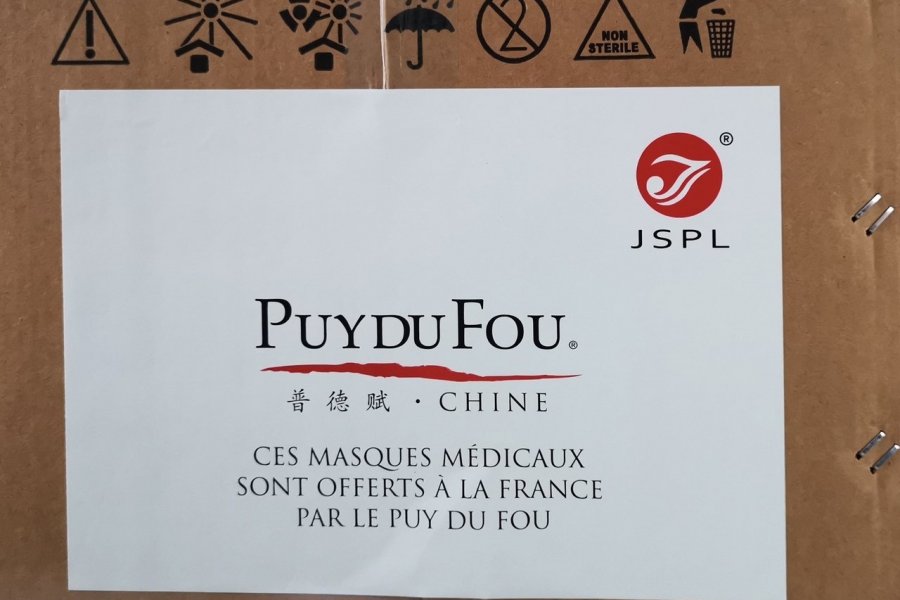 2
NON
STERILE
®
JSPL
PUYDUFOU®
普德赋 · CHINE
CES MASQUES MÉDICAUX
SONT OFFERTS À LA FRANCE
PAR LE PUY DU FOU